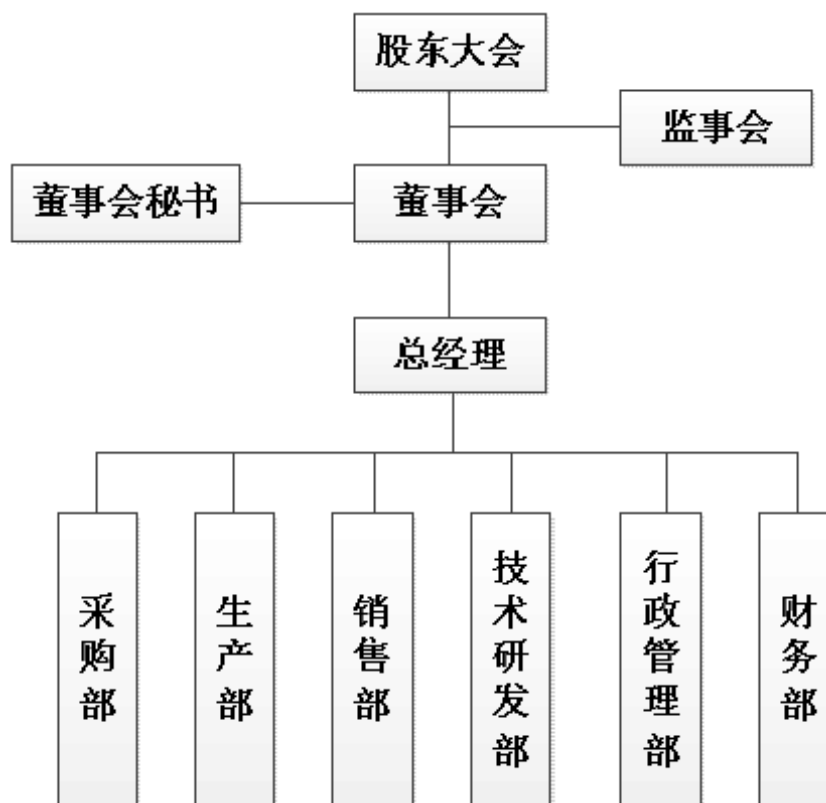 股东大会
监事会
董事会秘书
董事会
总经理
采购部
生产部
销售部
技术研发部
行政管理部
财务部